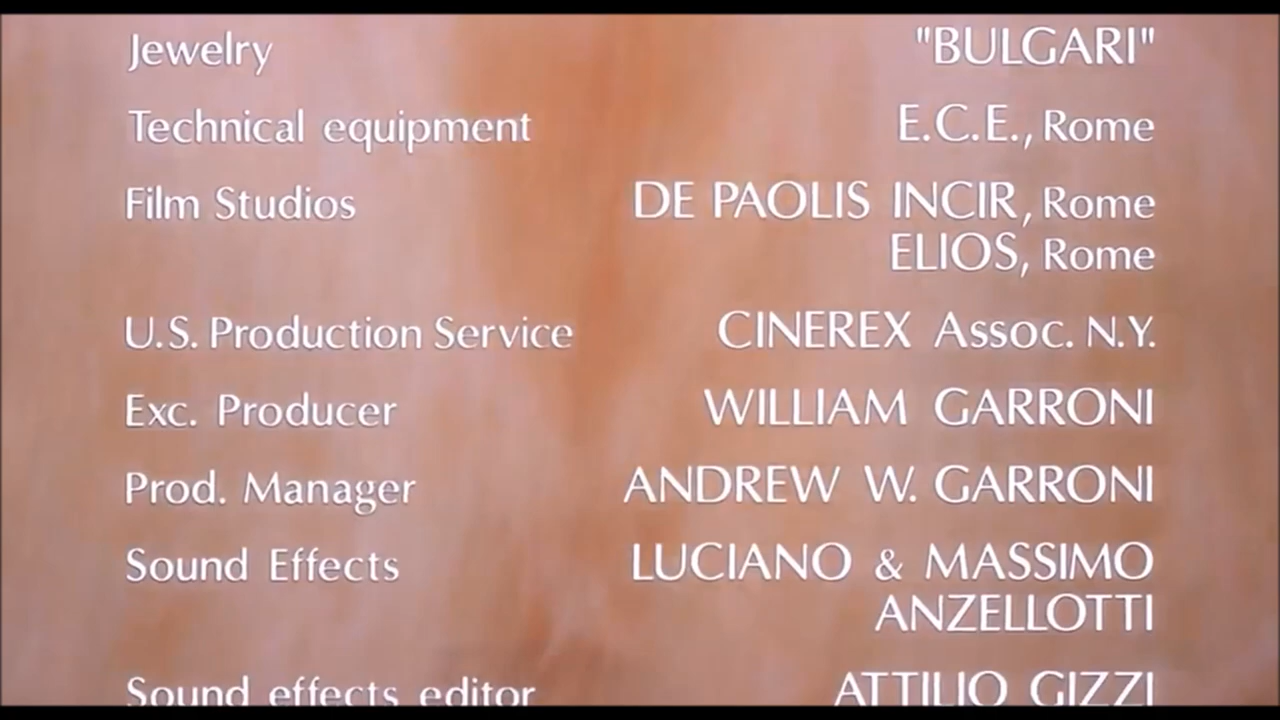 Jewelry "BULGARI"
Technical equipment E.C.E., Rome
Film Studios DE PAOLIS INCIR, Rome
ELIOS, Rome
U.S. Production Service CINEREX Assoc. N.Y.
Exc. Producer WILLIAM GARRONI
Prod. Manager ANDREW W. GARRONI
Sound Effects LUCIANO & MASSIMO
ANZELLOTTI
Sound effects editor ATTILIO GIZZI